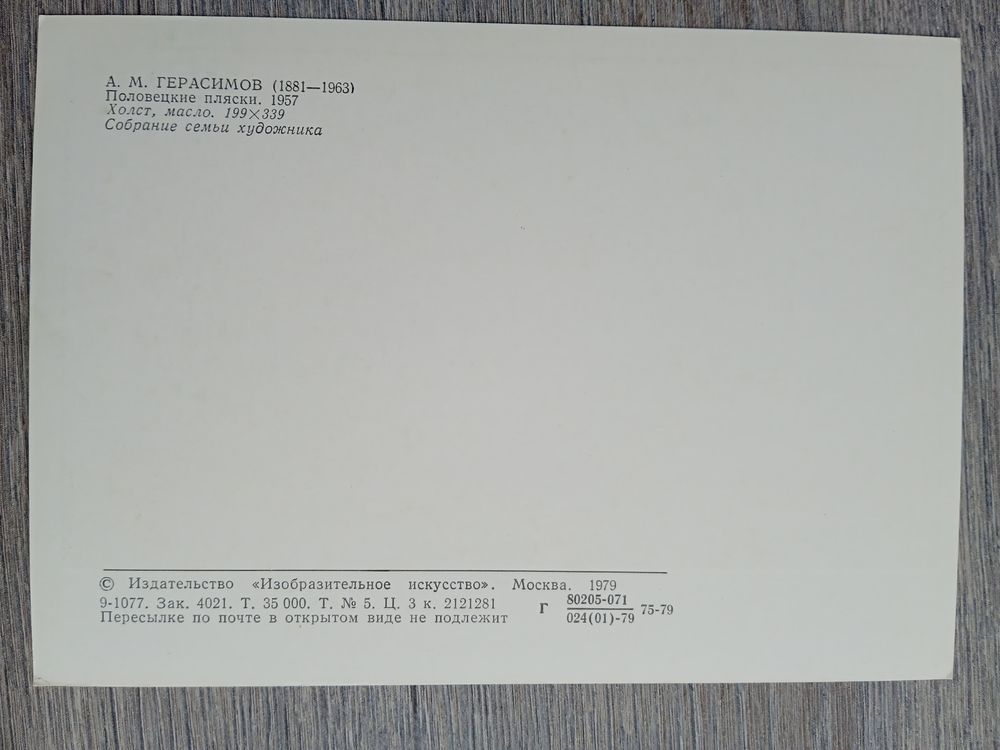 А. М. ГЕРАСИМОВ (1881—1963)
Половецкие пляски. 1957
Холст, масло. 199×339
Собрание семьи художника
© Издательство «Изобразительное искусство». Москва. 1979
9-1077. Зак. 4021. Т. 35 000. Т. № 5. Ц. 3 к. 2121281
Пересылке по почте в открытом виде не подлежит
Г 80205-071 75-79
024(01)-79